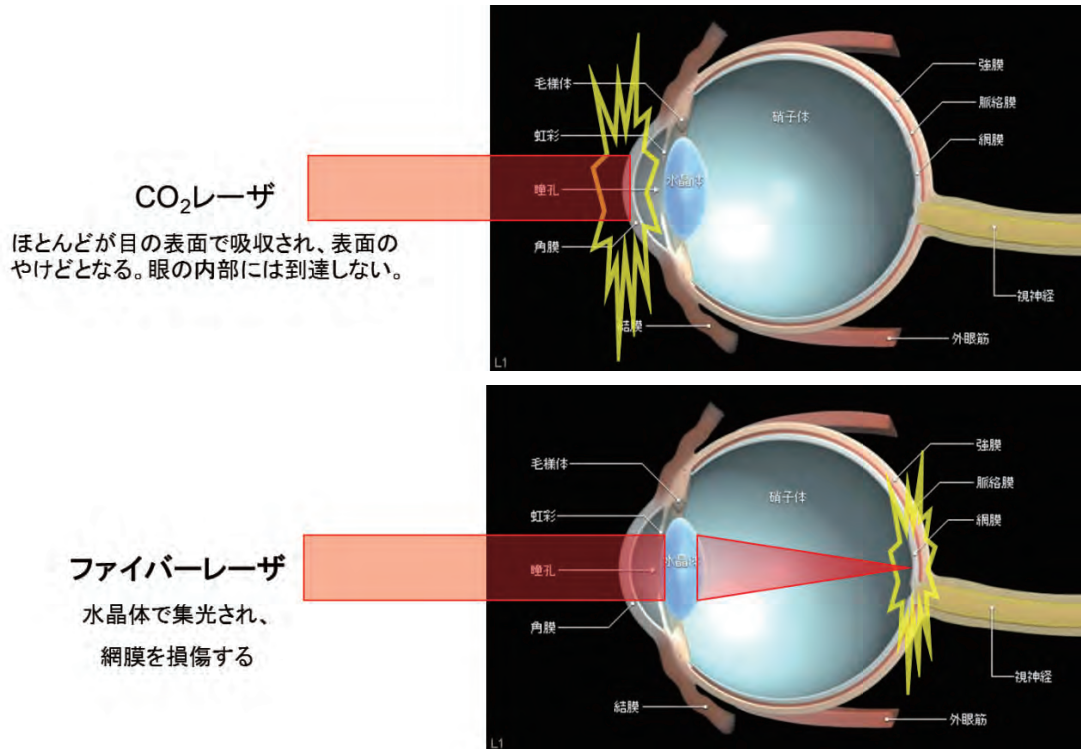 CO₂レーザ
ほとんどが目の表面で吸収され、表面の
やけどとなる。眼の内部には到達しない。
毛様体
虹彩
瞳孔
角膜
結膜
水晶体
硝子体
強膜
脈絡膜
網膜
視神経
外眼筋
L1
ファイバーレーザ
水晶体で集光され、
網膜を損傷する
毛様体
虹彩
瞳孔
角膜
結膜
水晶体
硝子体
強膜
脈絡膜
網膜
視神経
外眼筋
L1